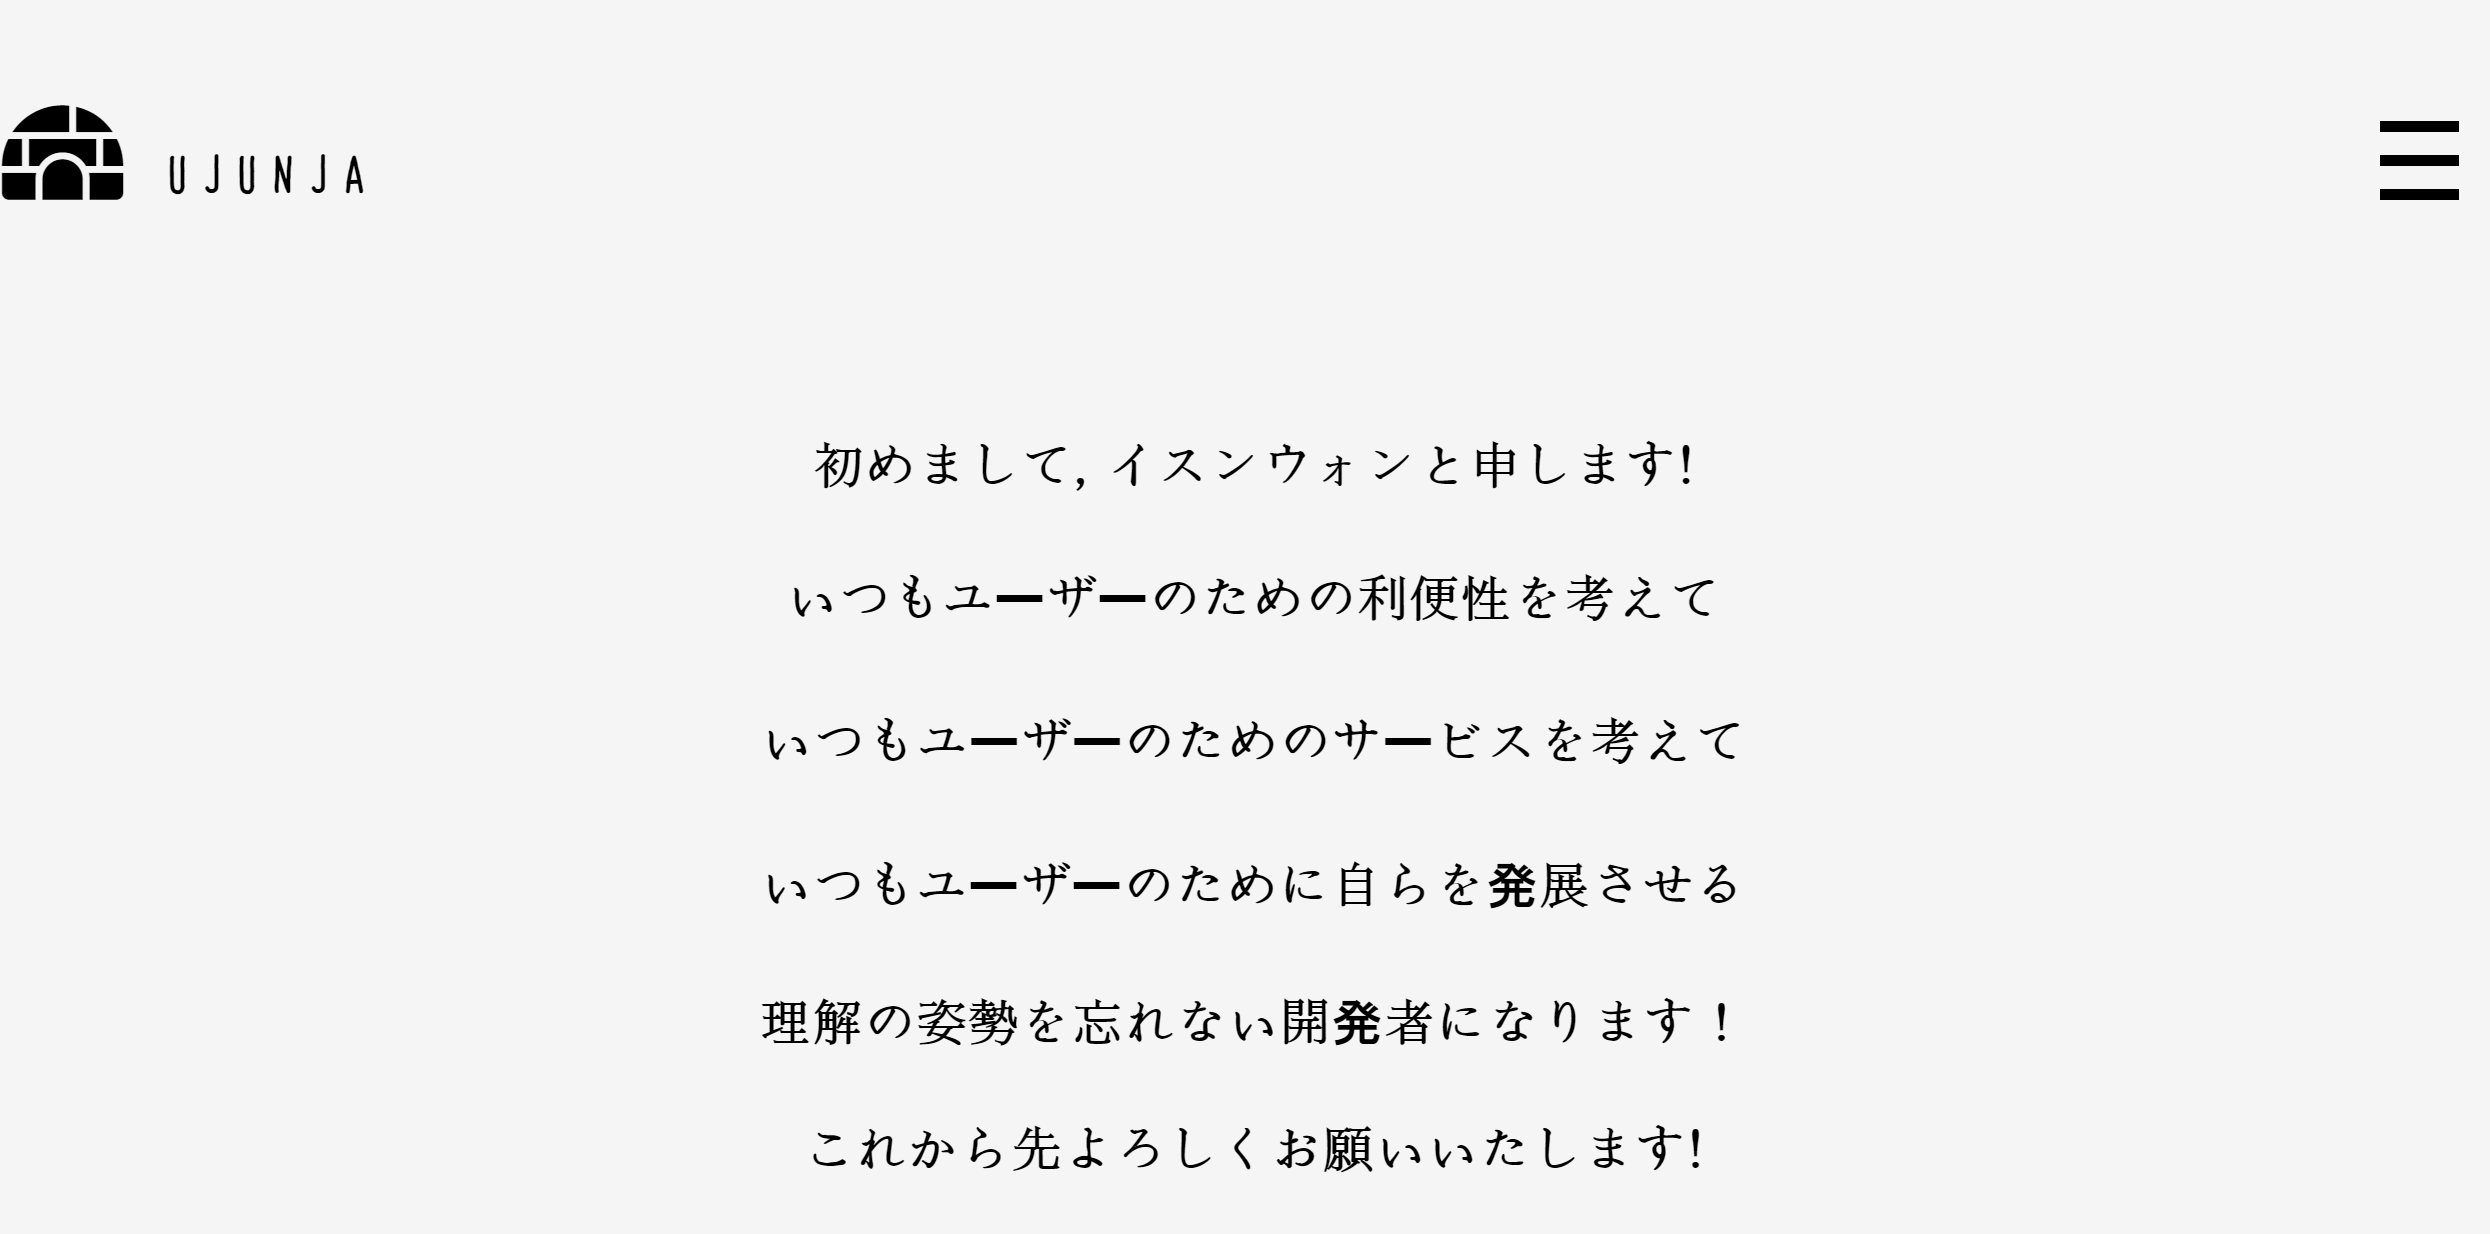 UJUNJA
初めまして, イスンウォンと申します!
いつもユーザーのための利便性を考えて
いつもユーザーのためのサービスを考えて
いつもユーザーのために自らを発展させる
理解の姿勢を忘れない開発者になります！
これから先よろしくお願いいたします!